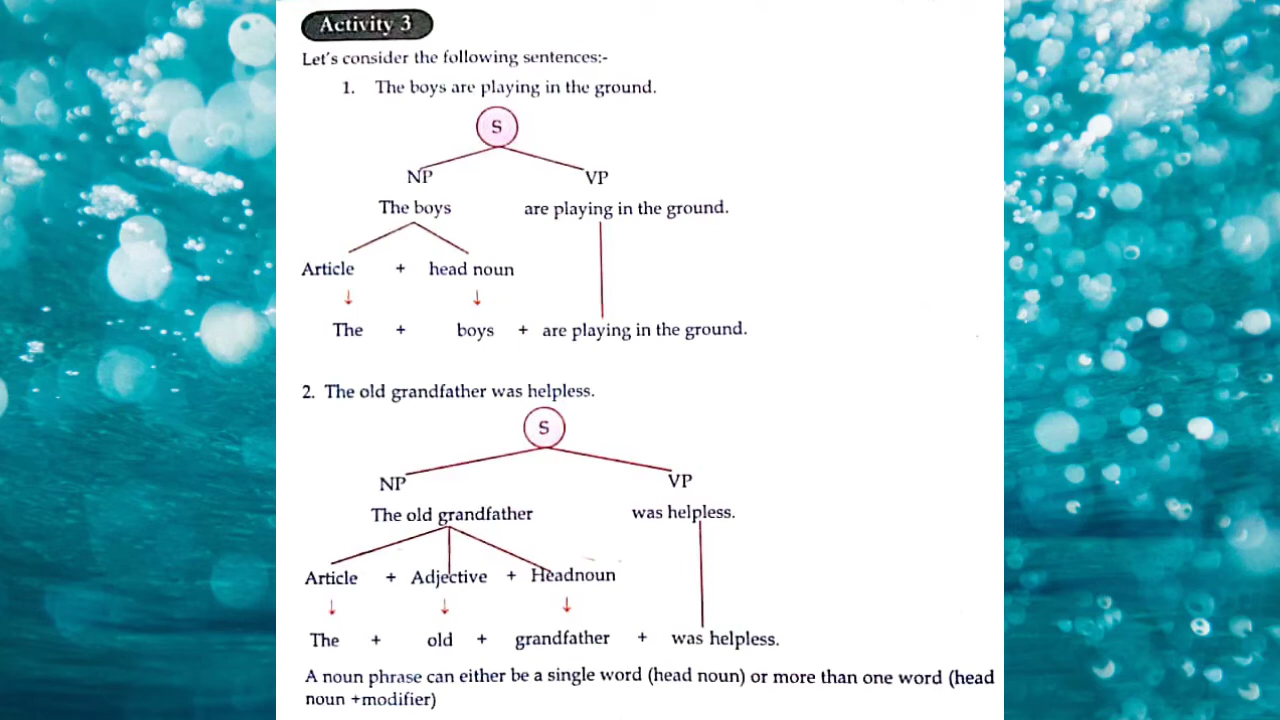 Activity 3
Let's consider the following sentences:-
1. The boys are playing in the ground.
S
NP VP
The boys are playing in the ground.
Article + head noun
↓ ↓
The + boys + are playing in the ground.
2. The old grandfather was helpless.
S
NP VP
The old grandfather was helpless.
Article + Adjective + Headnoun
↓ ↓ ↓
The + old + grandfather + was helpless.
A noun phrase can either be a single word (head noun) or more than one word (head
noun +modifier)